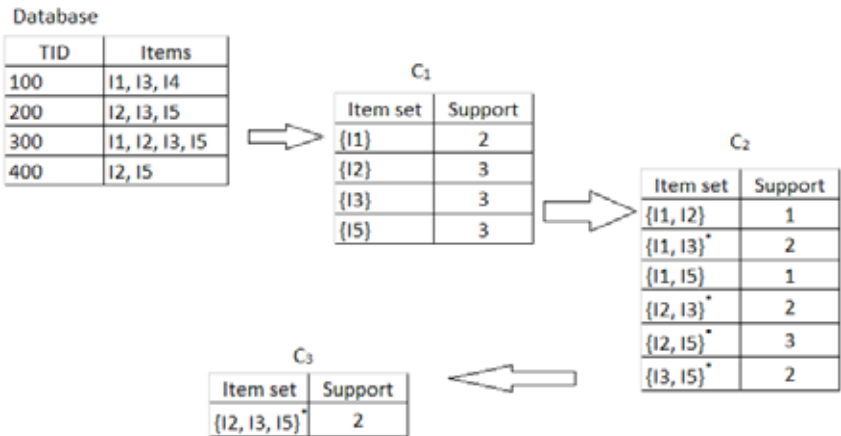 Database
TID Items
100 I1, I3, I4
200 I2, I3, I5
300 I1, I2, I3, I5
400 I2, I5
C₁
Item set Support
{I1} 2
{I2} 3
{I3} 3
{I5} 3
C₂
Item set Support
{I1, I2} 1
{I1, I3}* 2
{I1, I5} 1
{I2, I3}* 2
{I2, I5}* 3
{I3, I5}* 2
C₃
Item set Support
{I2, I3, I5}* 2